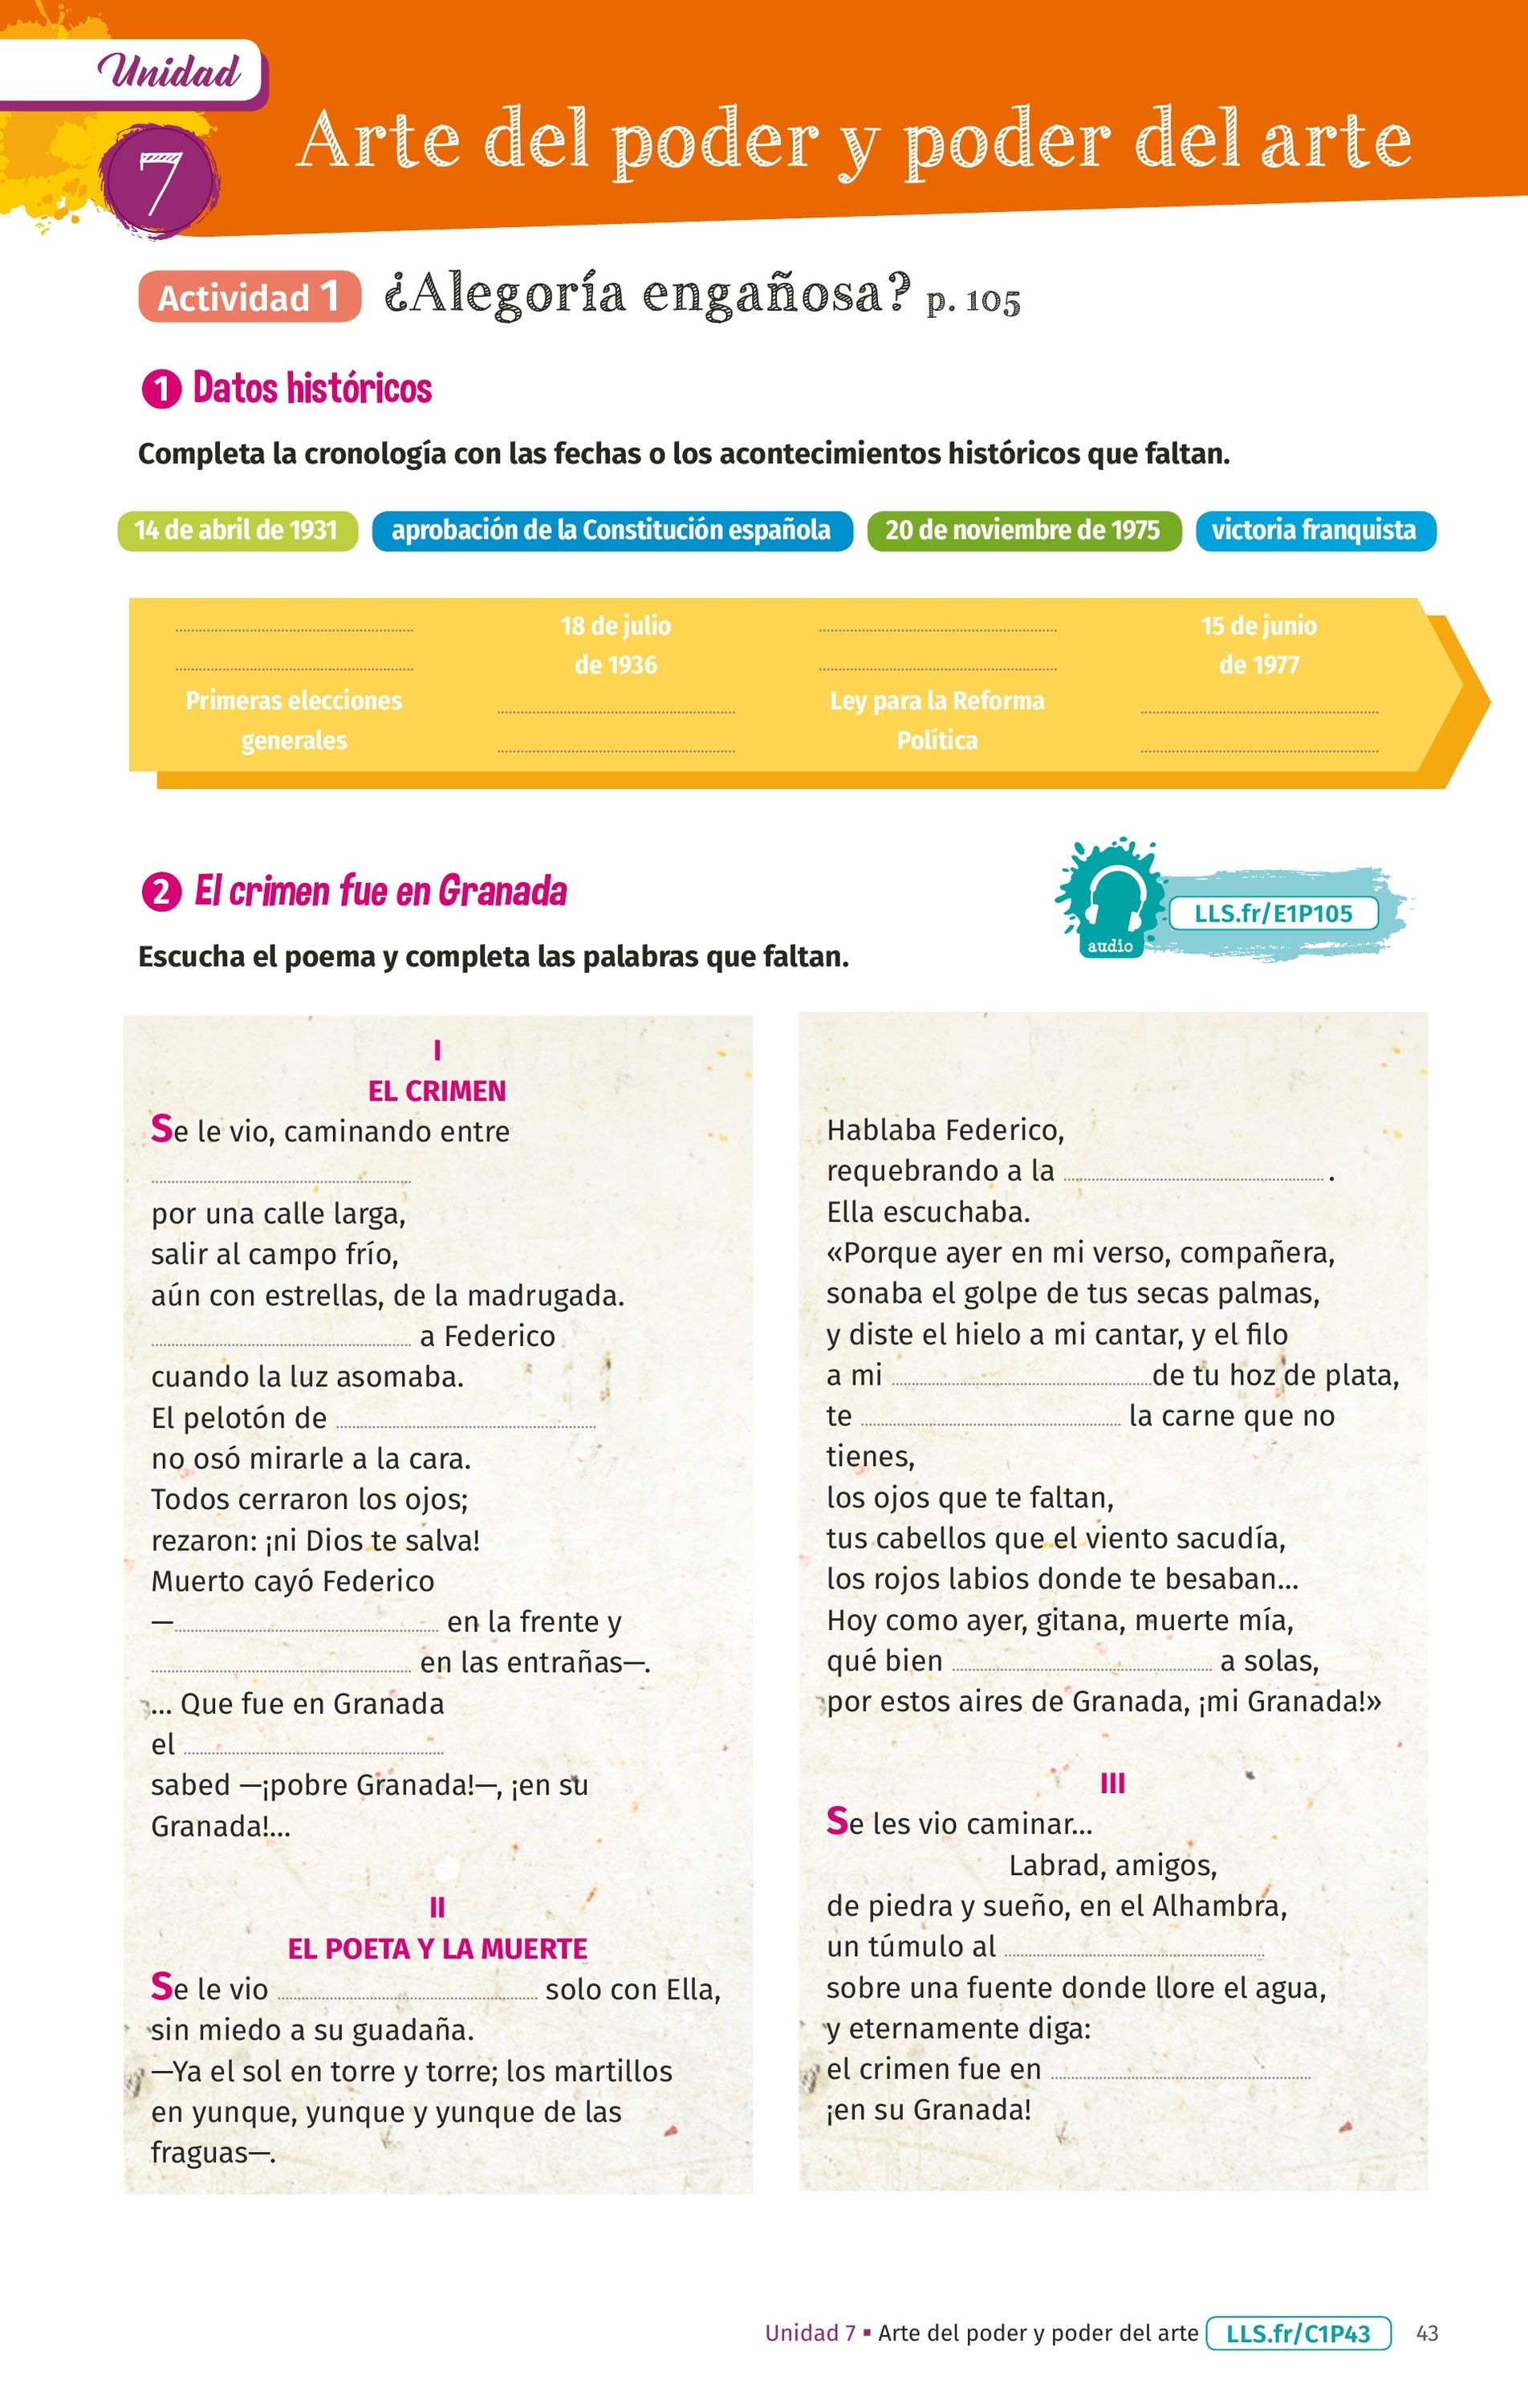 Unidad
7
Arte del poder y poder del arte
Actividad 1 ¿Alegoría engañosa? p. 105
1 Datos históricos
Completa la cronología con las fechas o los acontecimientos históricos que faltan.
14 de abril de 1931 aprobación de la Constitución española 20 de noviembre de 1975 victoria franquista
18 de julio 15 de junio
de 1936 de 1977
Primeras elecciones Ley para la Reforma
generales Política
2 El crimen fue en Granada
audio
LLS.fr/E1P105
Escucha el poema y completa las palabras que faltan.
I
EL CRIMEN
Se le vio, caminando entre
por una calle larga,
salir al campo frío,
aún con estrellas, de la madrugada.
a Federico
cuando la luz asomaba.
El pelotón de
no osó mirarle a la cara.
Todos cerraron los ojos;
rezaron: ¡ni Dios te salva!
Muerto cayó Federico
— en la frente y
en las entrañas—.
... Que fue en Granada
el
sabed —¡pobre Granada!—, ¡en su
Granada!...
II
EL POETA Y LA MUERTE
Se le vio solo con Ella,
sin miedo a su guadaña.
—Ya el sol en torre y torre; los martillos
en yunque, yunque y yunque de las
fraguas—.
Hablaba Federico,
requebrando a la .
Ella escuchaba.
«Porque ayer en mi verso, compañera,
sonaba el golpe de tus secas palmas,
y diste el hielo a mi cantar, y el filo
a mi de tu hoz de plata,
te la carne que no
tienes,
los ojos que te faltan,
tus cabellos que el viento sacudía,
los rojos labios donde te besaban...
Hoy como ayer, gitana, muerte mía,
qué bien a solas,
por estos aires de Granada, ¡mi Granada!»
III
Se les vio caminar...
Labrad, amigos,
de piedra y sueño, en el Alhambra,
un túmulo al
sobre una fuente donde llore el agua,
y eternamente diga:
el crimen fue en
¡en su Granada!
Unidad 7 ▪ Arte del poder y poder del arte LLS.fr/C1P43 43